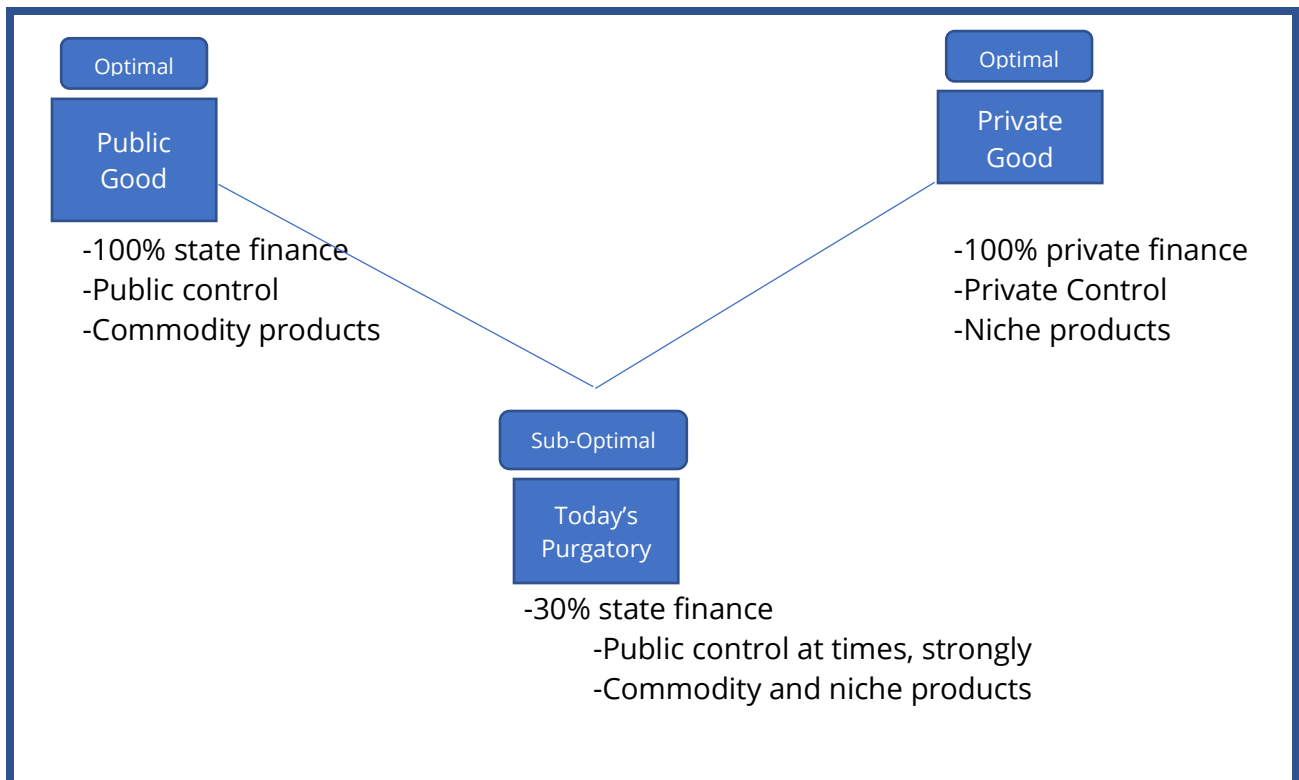 Optimal
Public
Good
-100% state finance
-Public control
-Commodity products
Optimal
Private
Good
-100% private finance
-Private Control
-Niche products
Sub-Optimal
Today’s
Purgatory
-30% state finance
-Public control at times, strongly
-Commodity and niche products